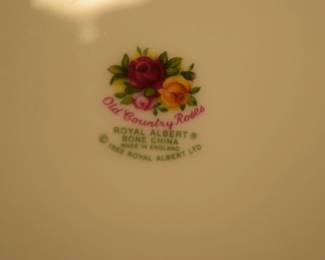 Old Country Roses
ROYAL ALBERT ®
BONE CHINA
MADE IN ENGLAND
© 1962 ROYAL ALBERT LTD